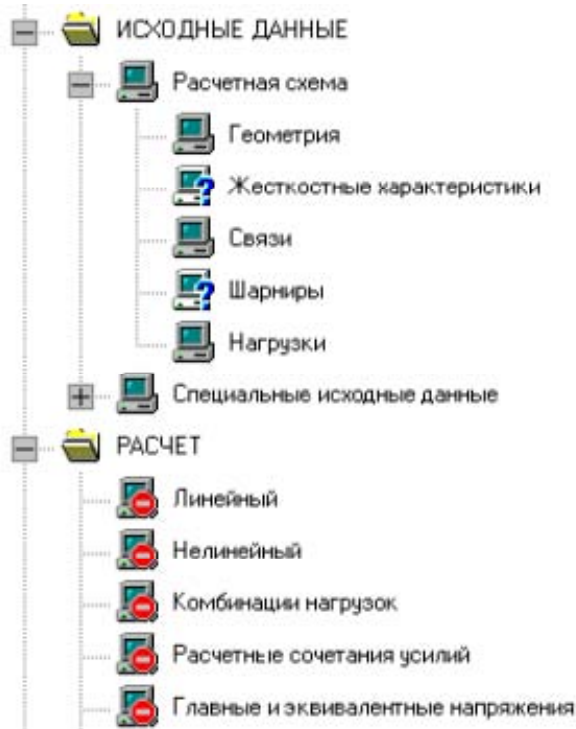 ИСХОДНЫЕ ДАННЫЕ
Расчетная схема
Геометрия
Жесткостные характеристики
Связи
Шарниры
Нагрузки
Специальные исходные данные
РАСЧЕТ
Линейный
Нелинейный
Комбинации нагрузок
Расчетные сочетания усилий
Главные и эквивалентные напряжения